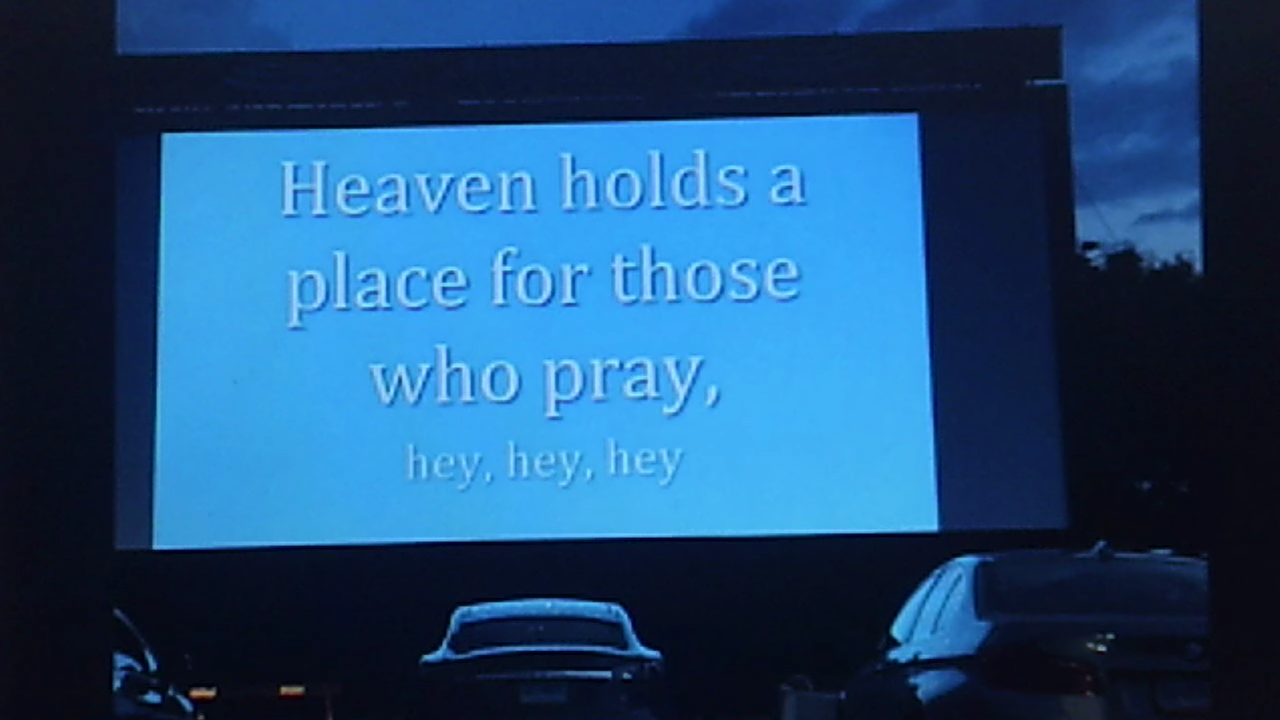 Heaven holds a
place for those
who pray,
hey, hey, hey